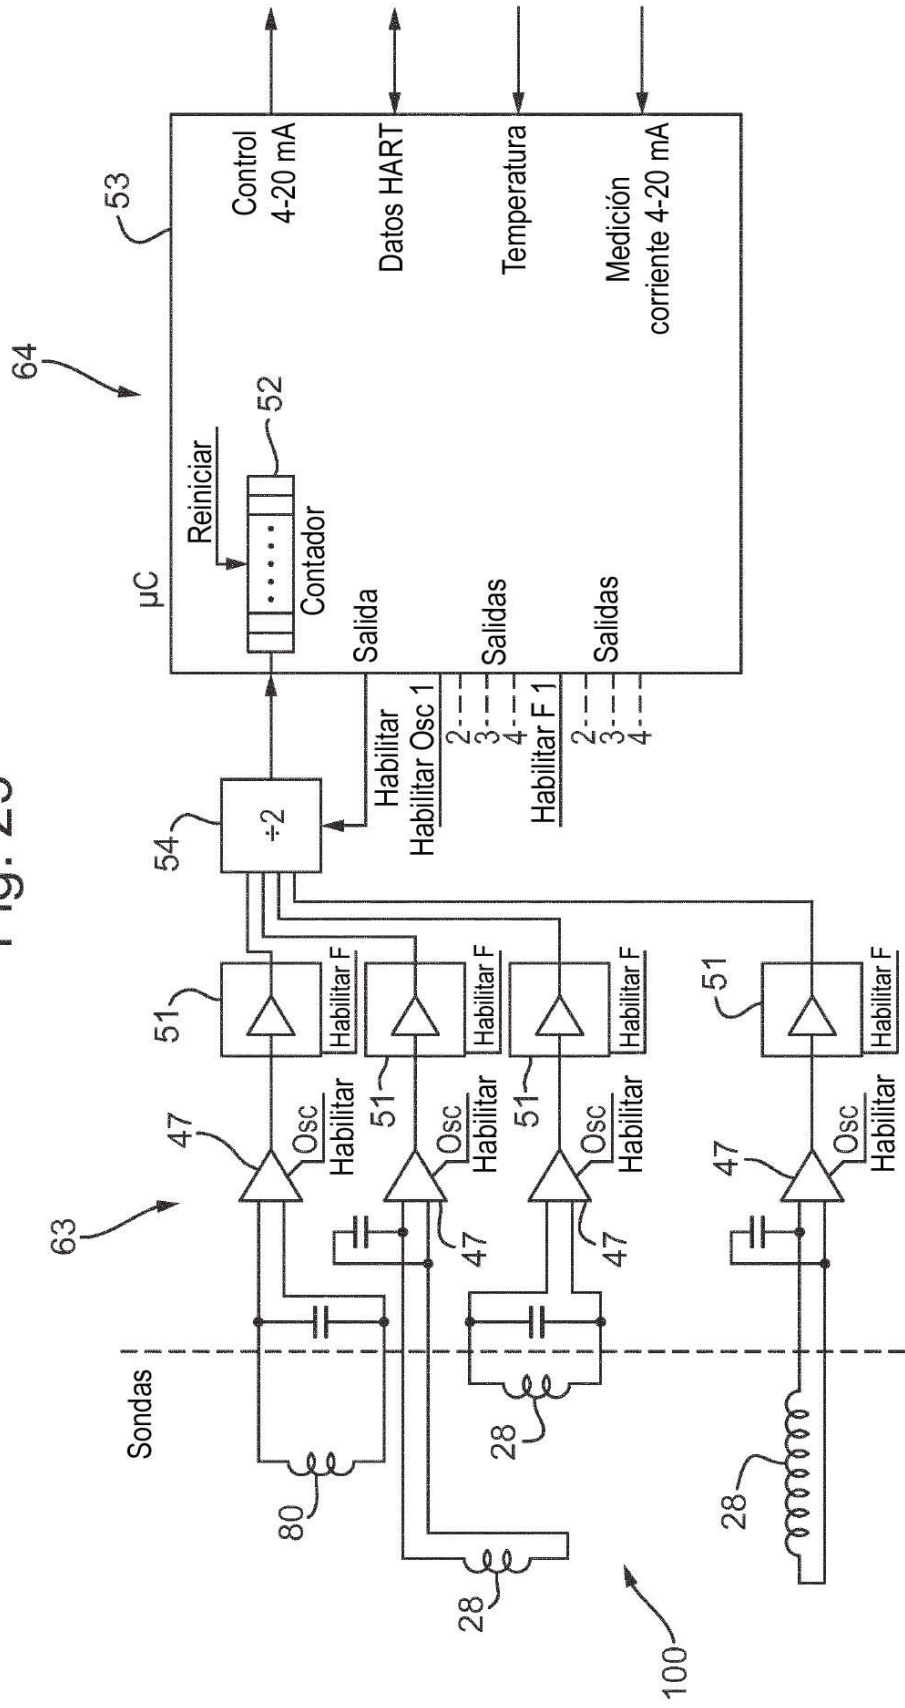 Fig.
64
63
Sondas
µC
53
47
51
54
Reiniciar
52
Contador
÷2
Control
4-20 mA
80
Osc
Habilitar
Habilitar F
Salida
Habilitar
Datos HART
28
47
Osc
Habilitar
51
Habilitar F
Habilitar Osc 1
2
3
4
Salidas
Temperatura
28
47
Osc
Habilitar
51
Habilitar F
Habilitar F 1
2
3
4
Salidas
Medición
corriente 4-20 mA
100
28
47
Osc
Habilitar
51
Habilitar F